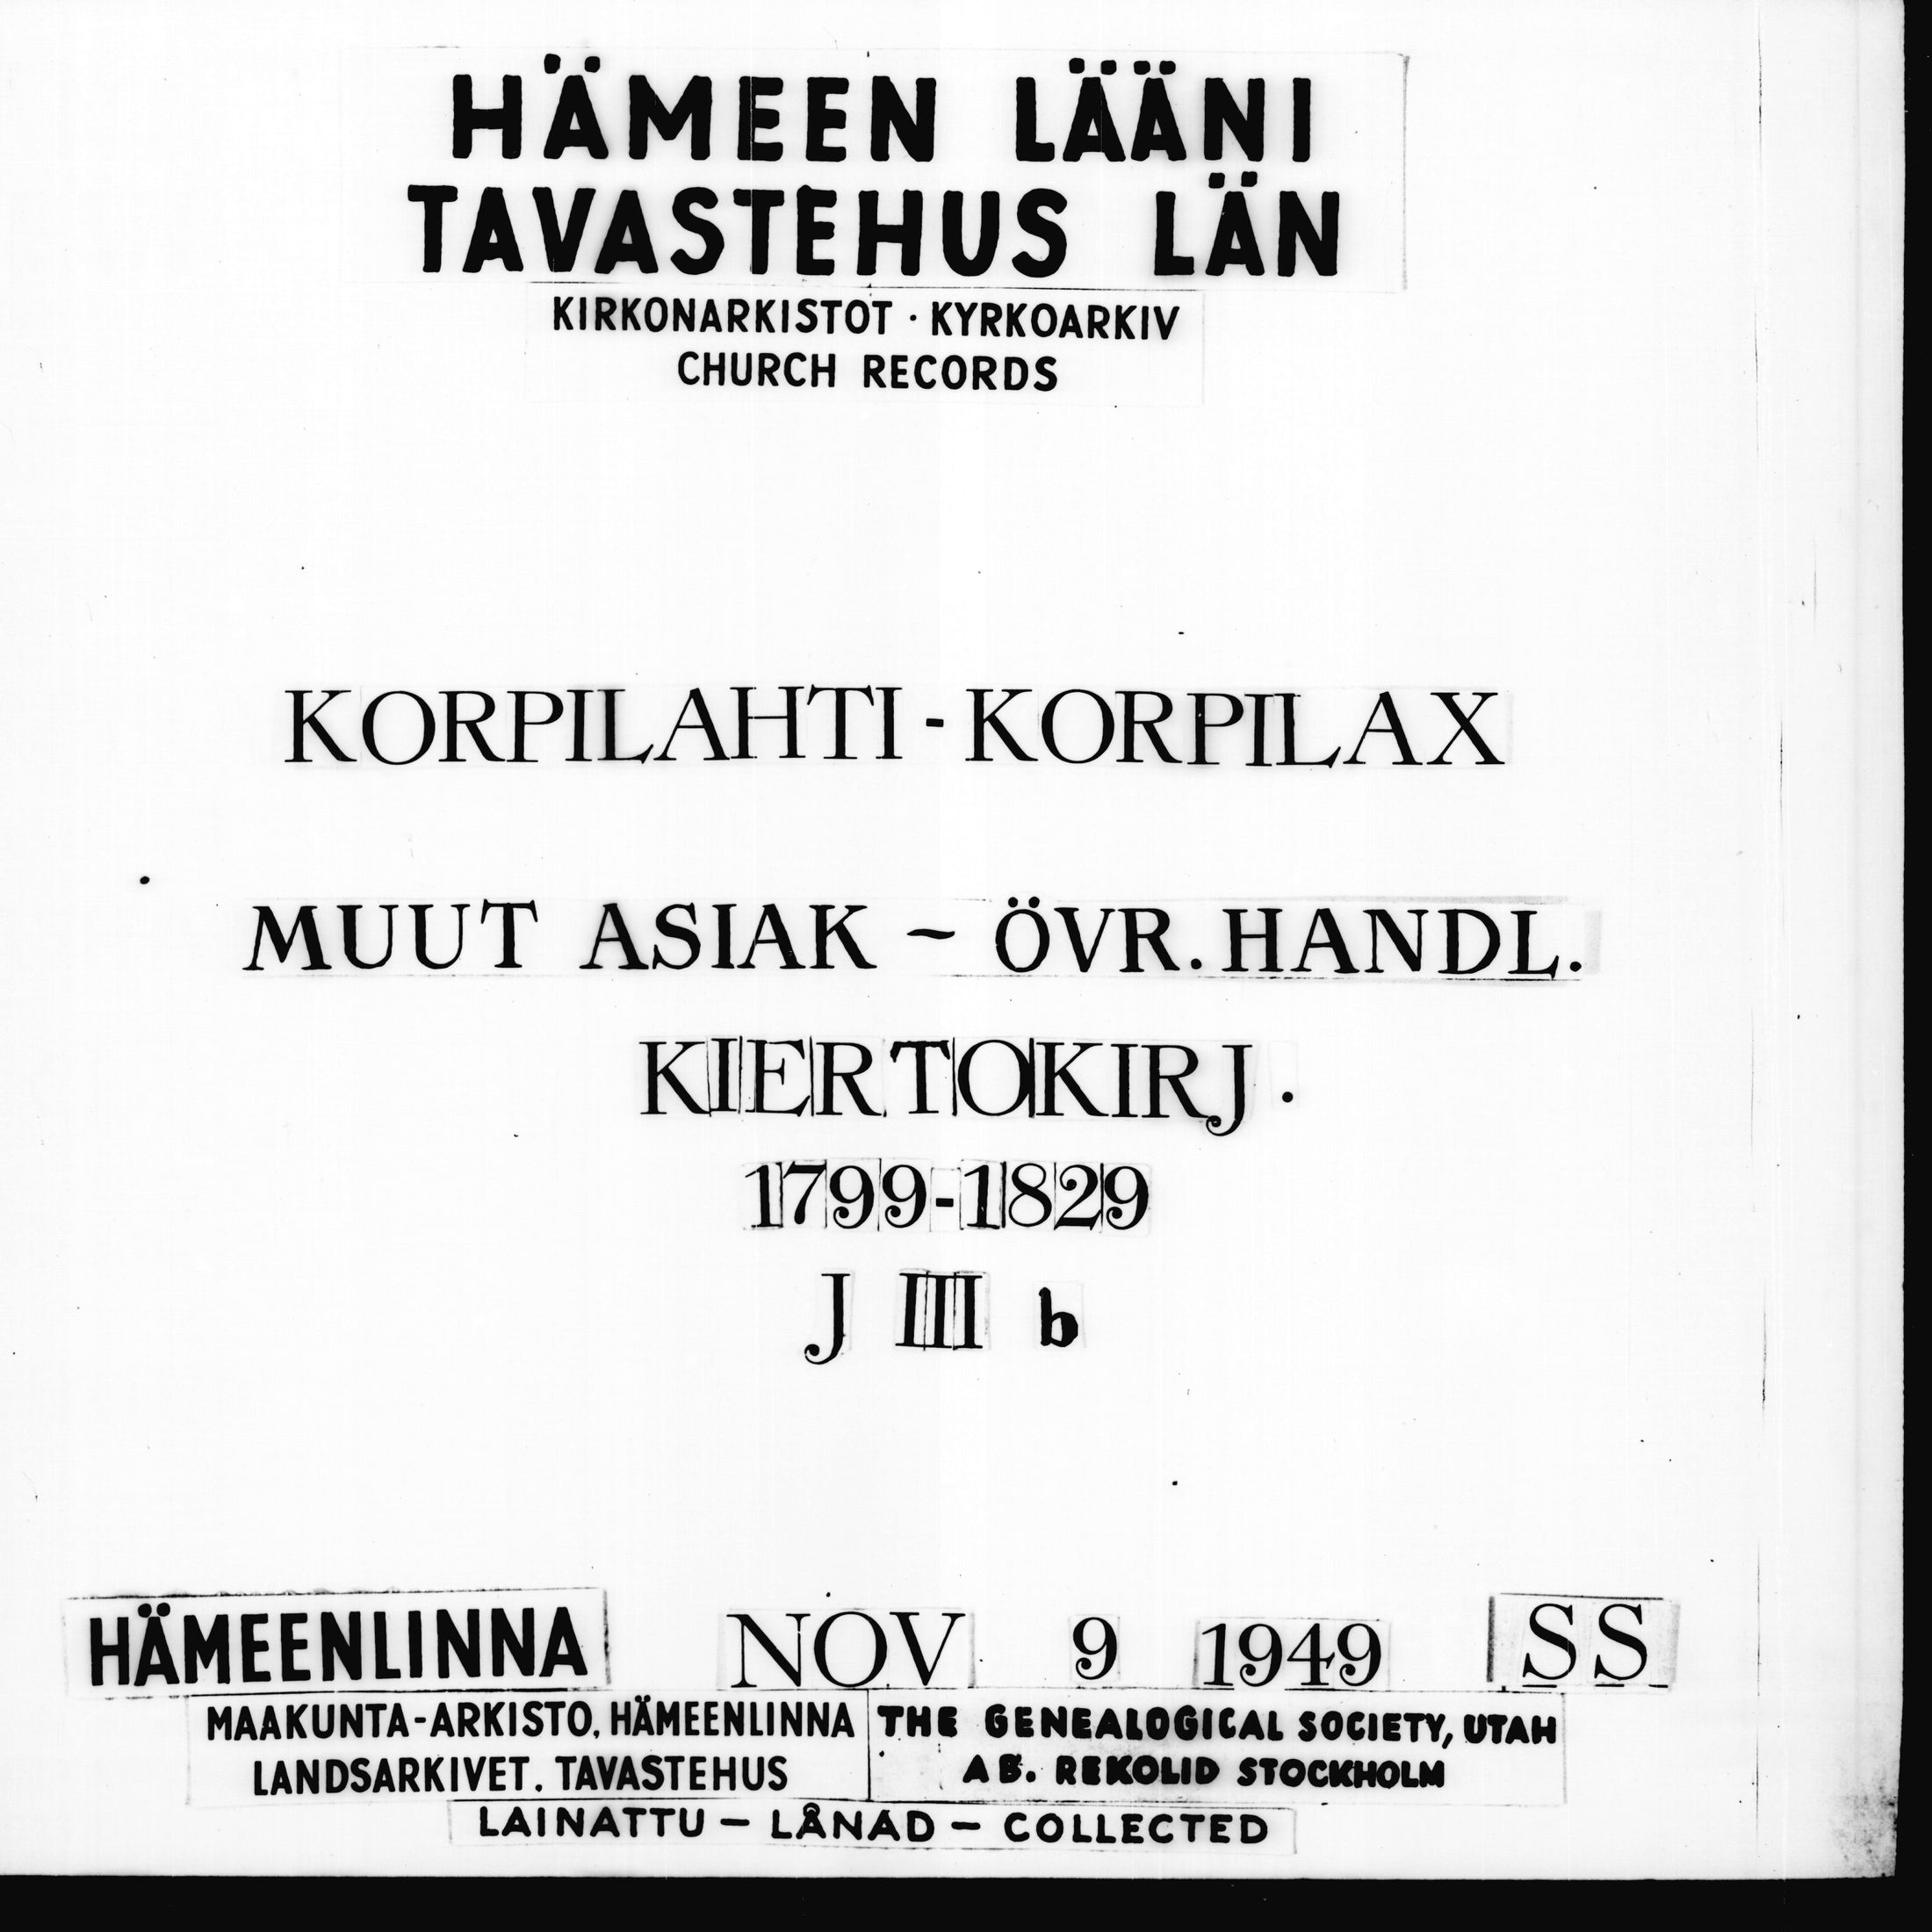 HÄMEEN LÄÄNI
TAVASTEHUS LÄN
KIRKONARKISTOT · KYRKOARKIV
CHURCH RECORDS
KORPILAHTI - KORPILAX
MUUT ASIAK ~ ÖVR. HANDL.
KIERTOKIRJ.
1799-1829
J III b
HÄMEENLINNA NOV 9 1949 SS
MAAKUNTA-ARKISTO, HÄMEENLINNA
LANDSARKIVET. TAVASTEHUS
THE GENEALOGICAL SOCIETY, UTAH
AB. REKOLID STOCKHOLM
LAINATTU – LÅNAD – COLLECTED